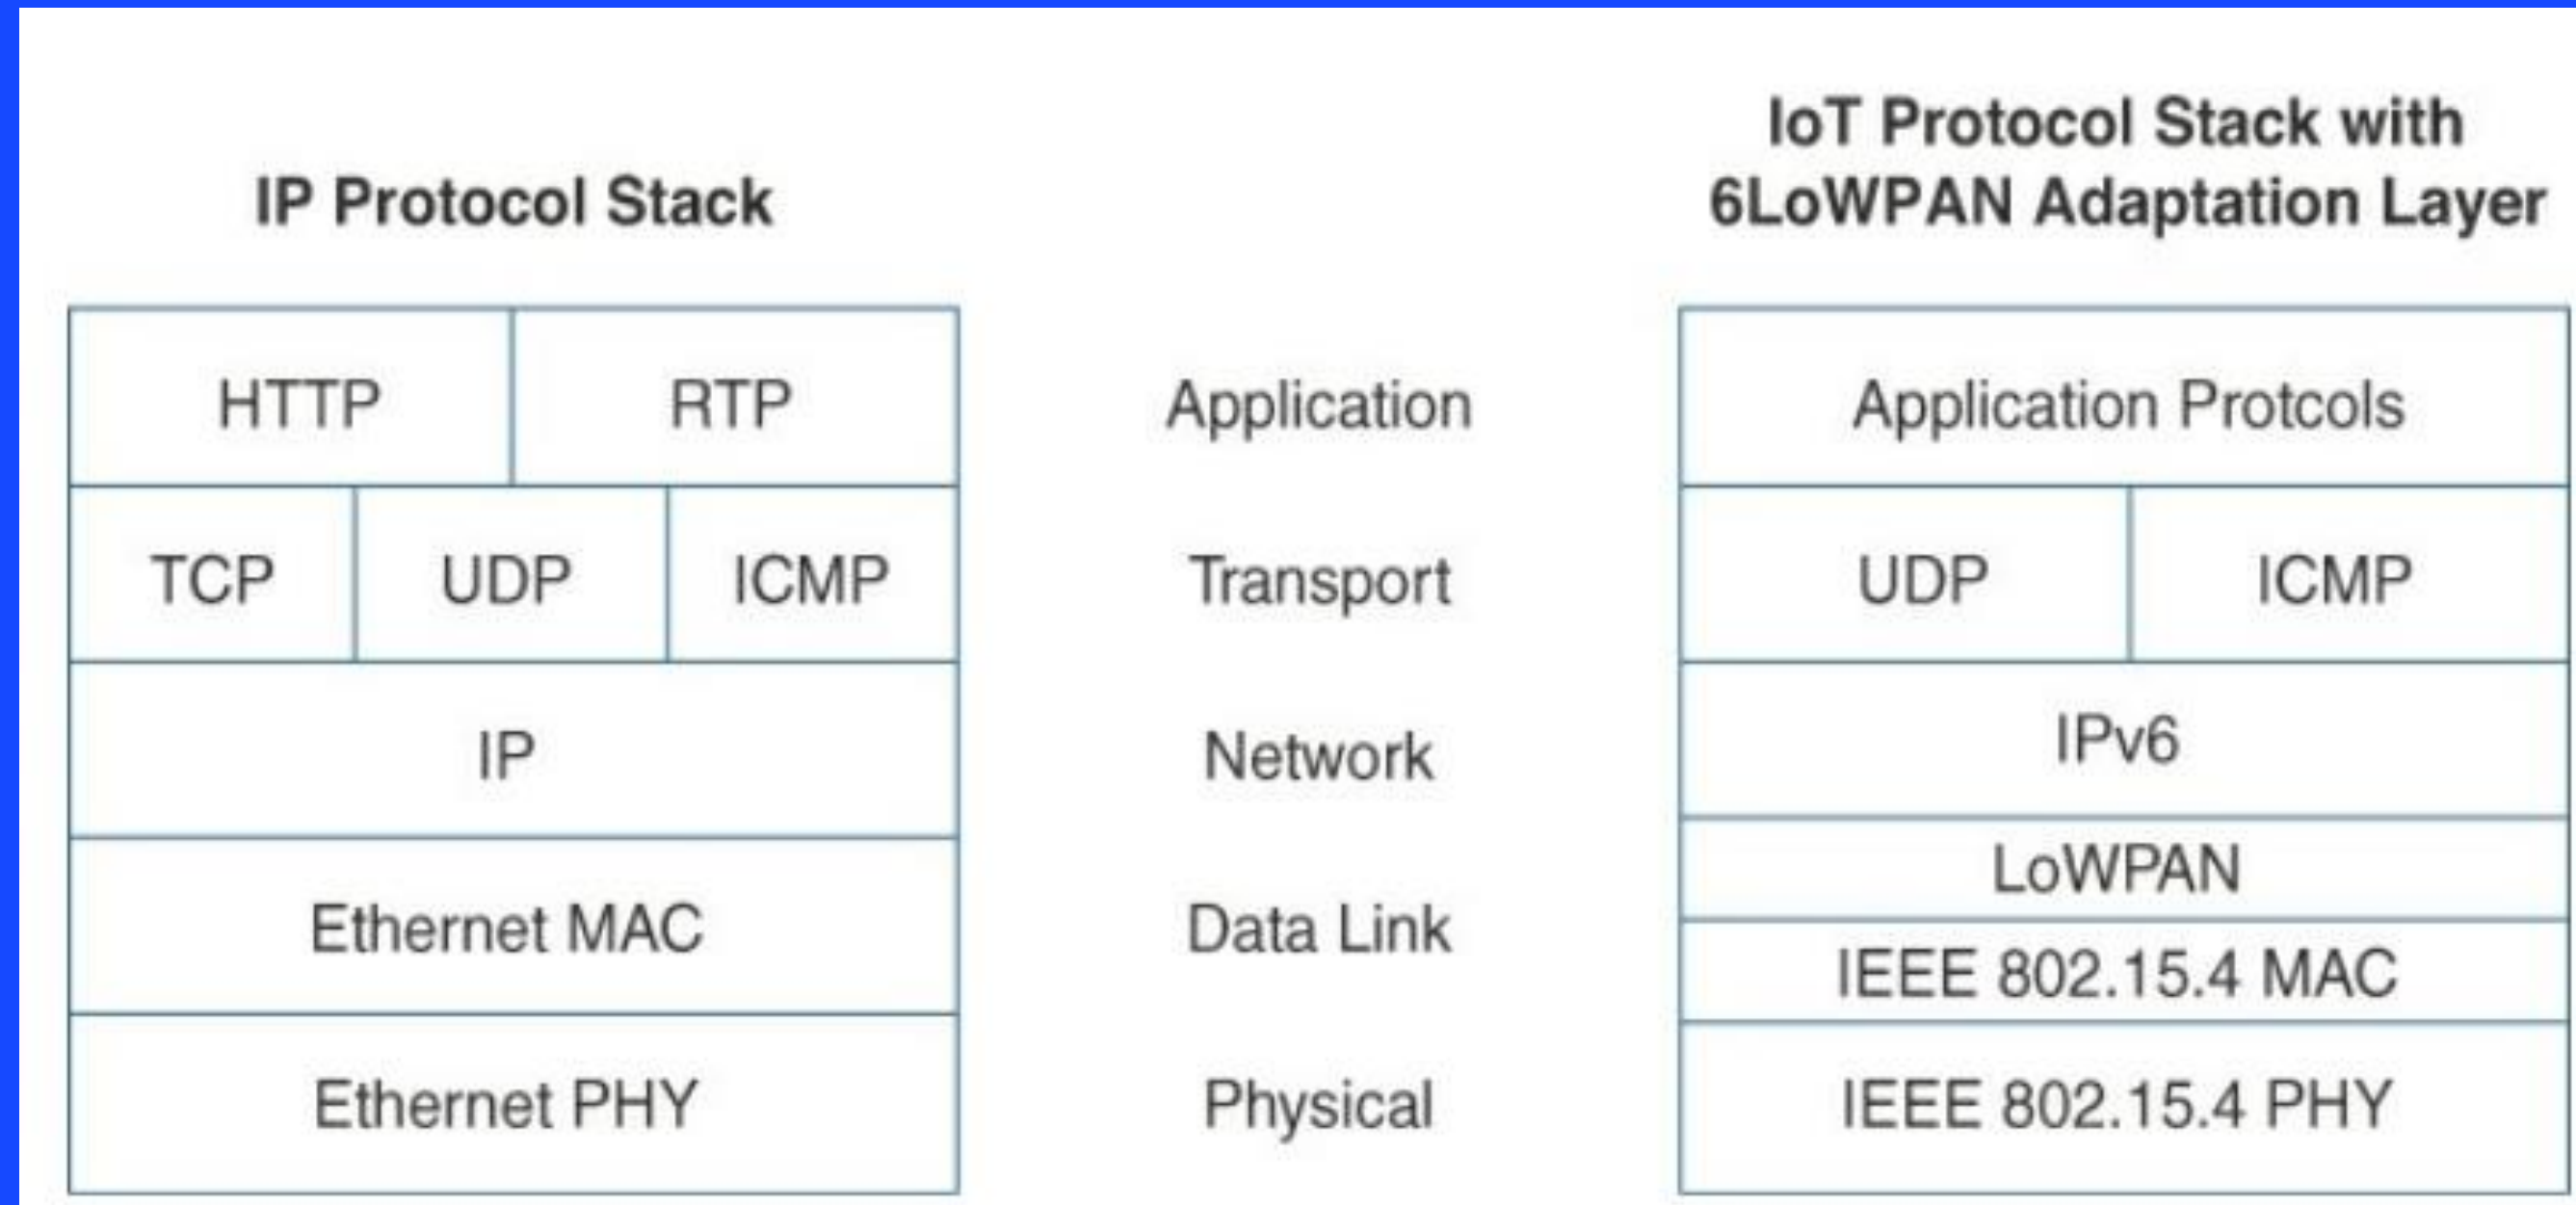 IP Protocol Stack
IoT Protocol Stack with
6LoWPAN Adaptation Layer
HTTP RTP Application Application Protcols
TCP UDP ICMP Transport UDP ICMP
IP Network IPv6
LoWPAN
Ethernet MAC Data Link
IEEE 802.15.4 MAC
Ethernet PHY Physical IEEE 802.15.4 PHY